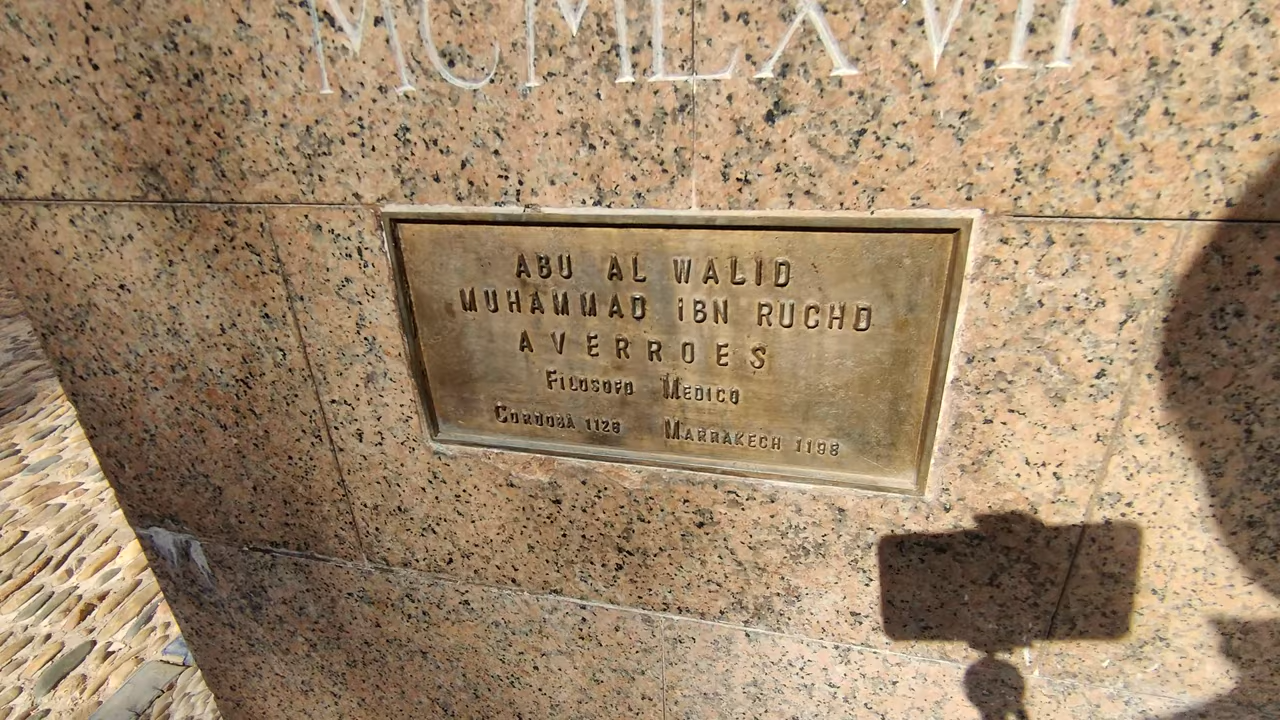 MCMLXVII
ABU AL WALID
MUHAMMAD IBN RUCHD
AVERROES
FILOSOFO MEDICO
CORDOBA 1126 MARRAKECH 1198